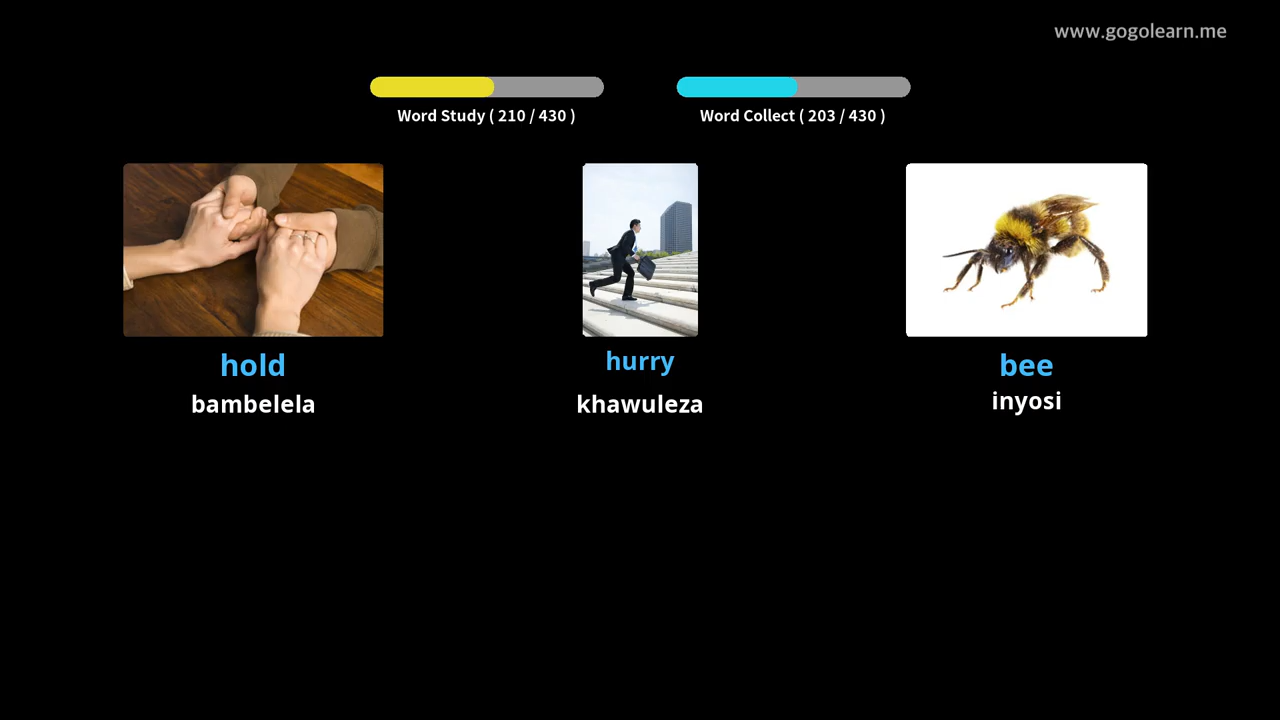 www.gogolearn.me
Word Study ( 210 / 430 )
Word Collect ( 203 / 430 )
hold
bambelela
hurry
khawuleza
bee
inyosi